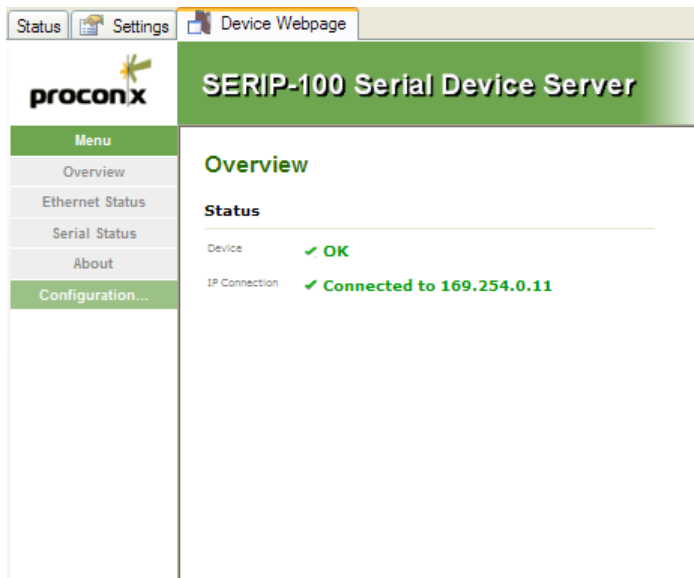 Status Settings Device Webpage
proconx
SERIP-100 Serial Device Server
Menu
Overview
Ethernet Status
Serial Status
About
Configuration...
Overview
Status
Device ✔ OK
IP Connection ✔ Connected to 169.254.0.11